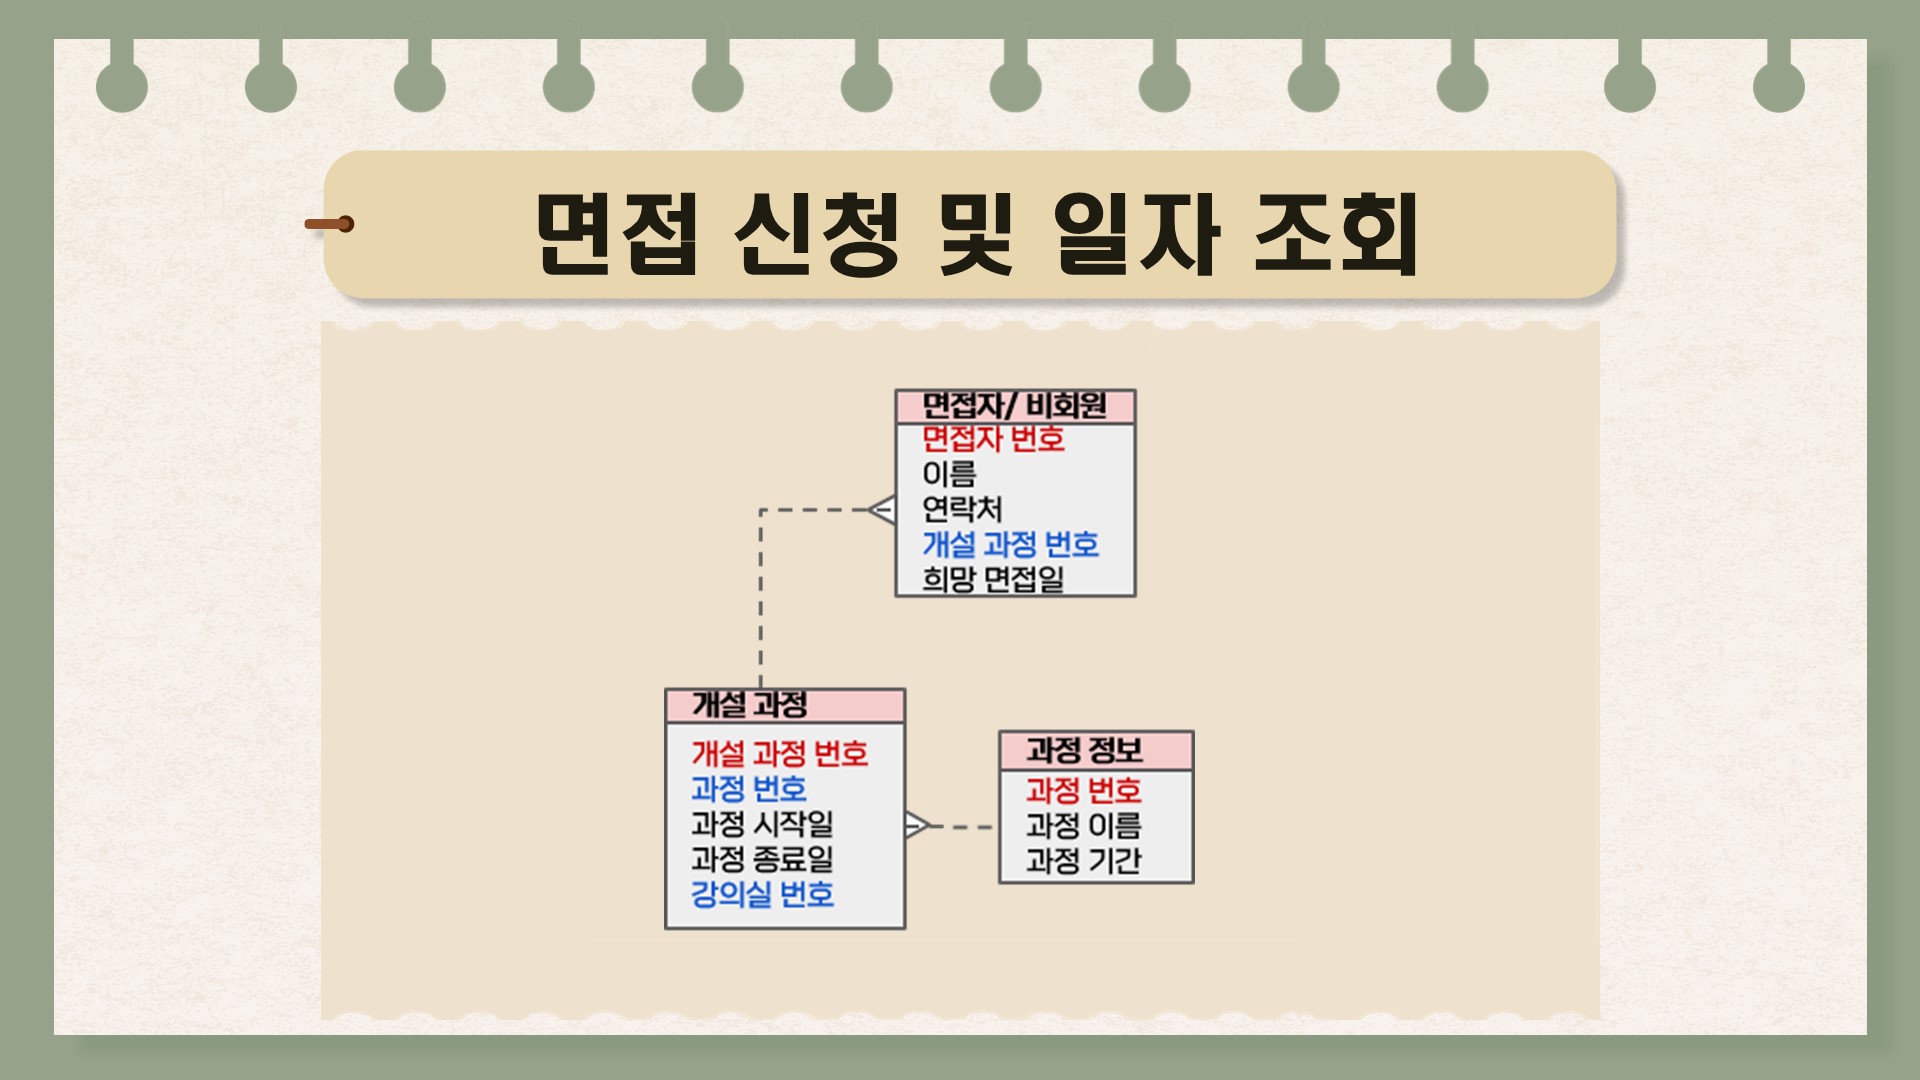 면접 신청 및 일자 조회
면접자/ 비회원
면접자 번호
이름
연락처
개설 과정 번호
희망 면접일
개설 과정
개설 과정 번호
과정 번호
과정 시작일
과정 종료일
강의실 번호
과정 정보
과정 번호
과정 이름
과정 기간